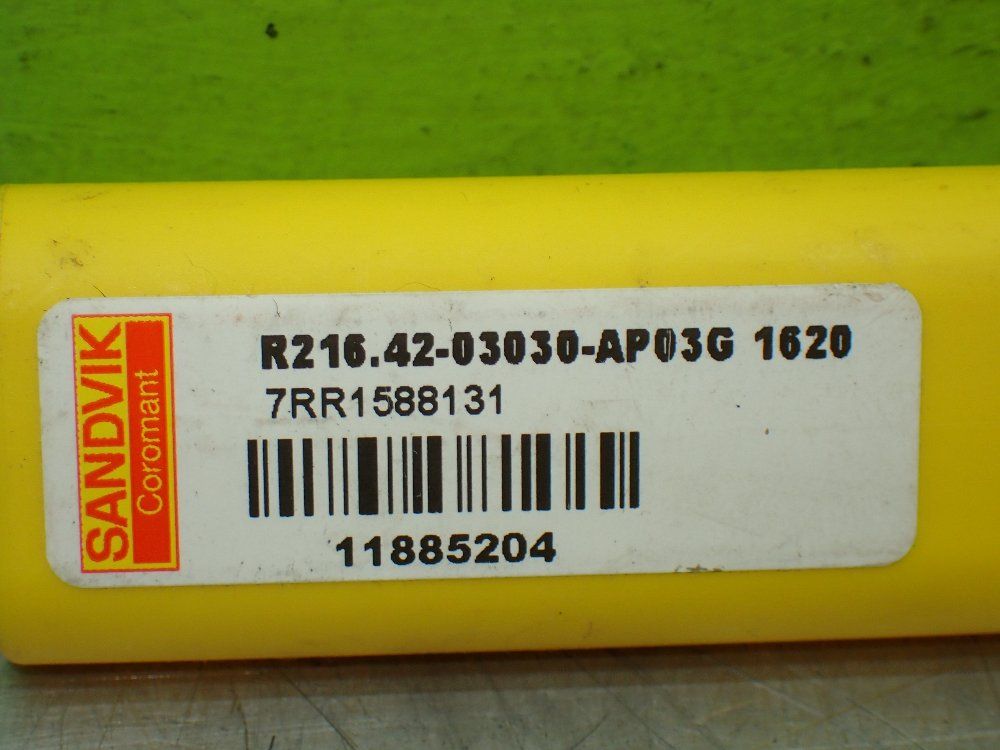 SANDVIK
Coromant
R216.42-03030-AP03G 1620
7RR1588131
11885204